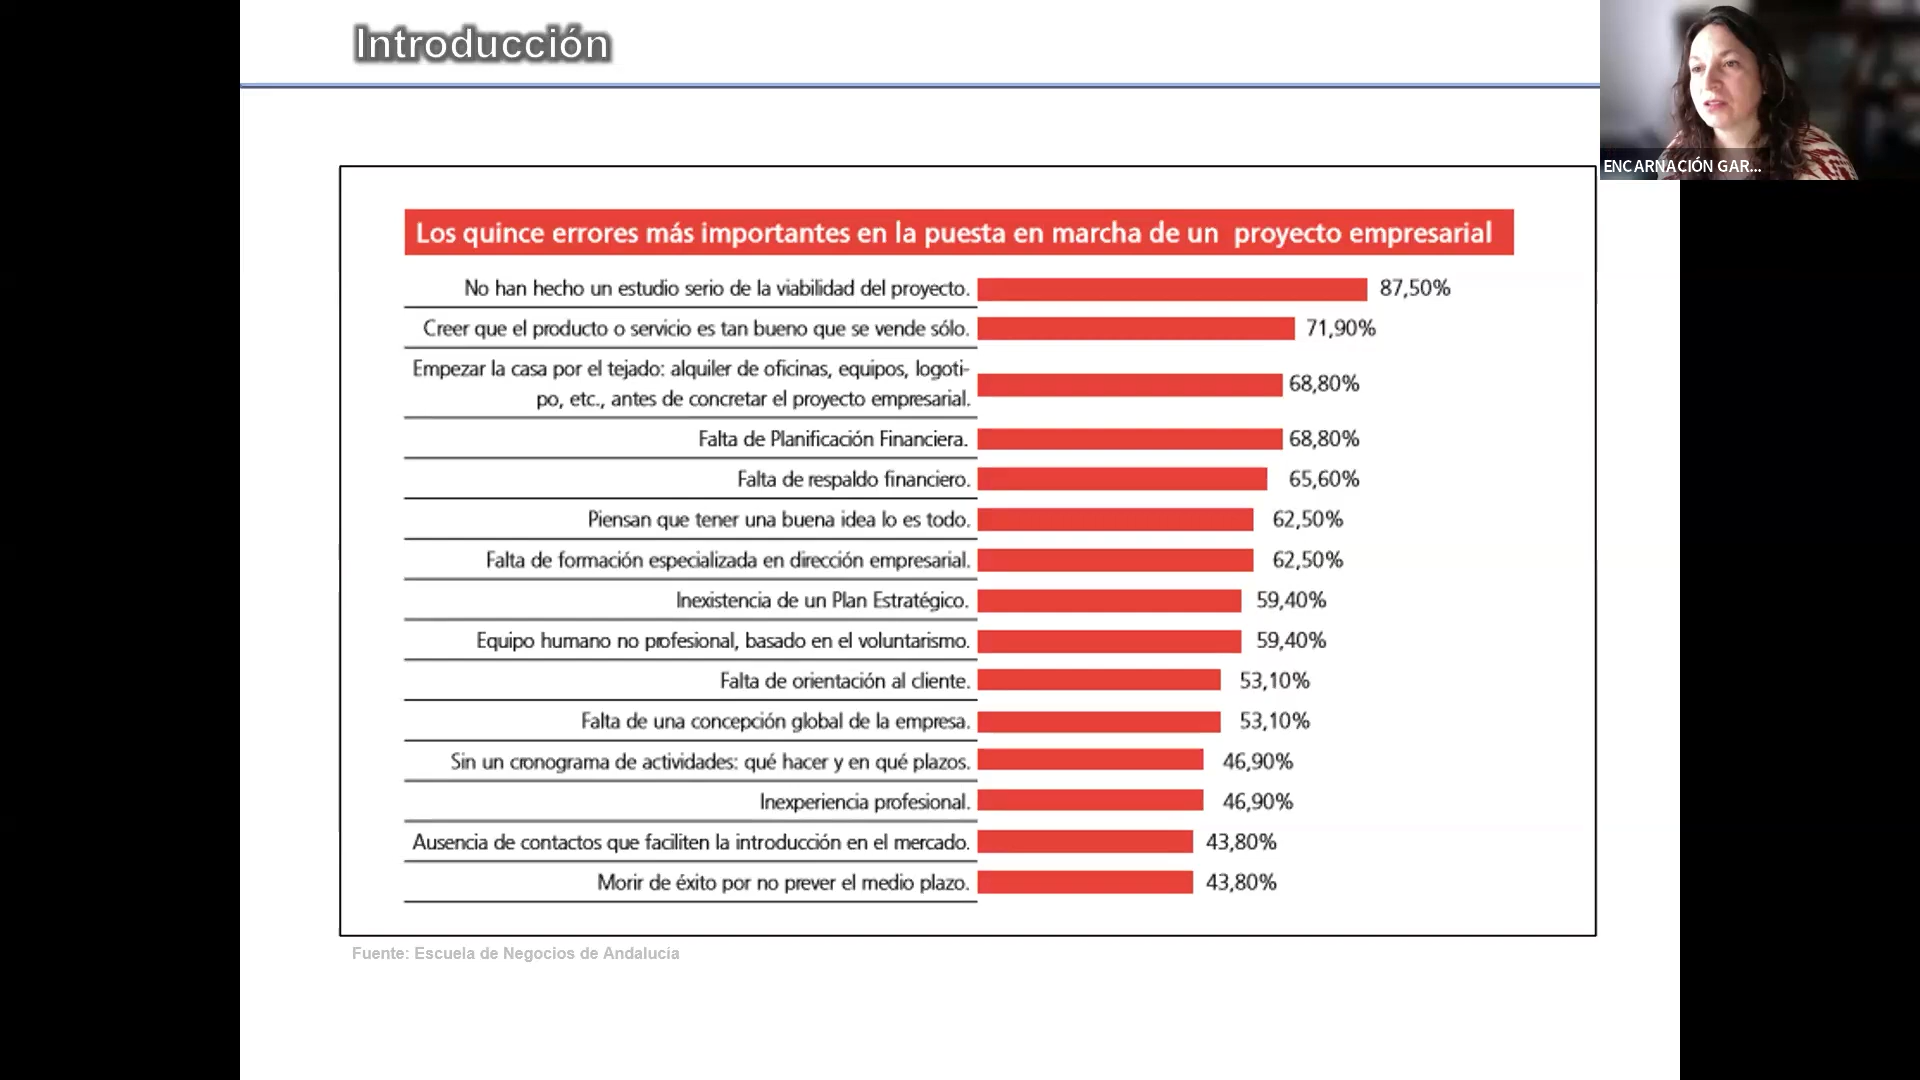 Introducción
ENCARNACIÓN GAR...
Los quince errores más importantes en la puesta en marcha de un proyecto empresarial
No han hecho un estudio serio de la viabilidad del proyecto. 87,50%
Creer que el producto o servicio es tan bueno que se vende sólo. 71,90%
Empezar la casa por el tejado: alquiler de oficinas, equipos, logoti-
po, etc., antes de concretar el proyecto empresarial. 68,80%
Falta de Planificación Financiera. 68,80%
Falta de respaldo financiero. 65,60%
Piensan que tener una buena idea lo es todo. 62,50%
Falta de formación especializada en dirección empresarial. 62,50%
Inexistencia de un Plan Estratégico. 59,40%
Equipo humano no profesional, basado en el voluntarismo. 59,40%
Falta de orientación al cliente. 53,10%
Falta de una concepción global de la empresa. 53,10%
Sin un cronograma de actividades: qué hacer y en qué plazos. 46,90%
Inexperiencia profesional. 46,90%
Ausencia de contactos que faciliten la introducción en el mercado. 43,80%
Morir de éxito por no prever el medio plazo. 43,80%
Fuente: Escuela de Negocios de Andalucía